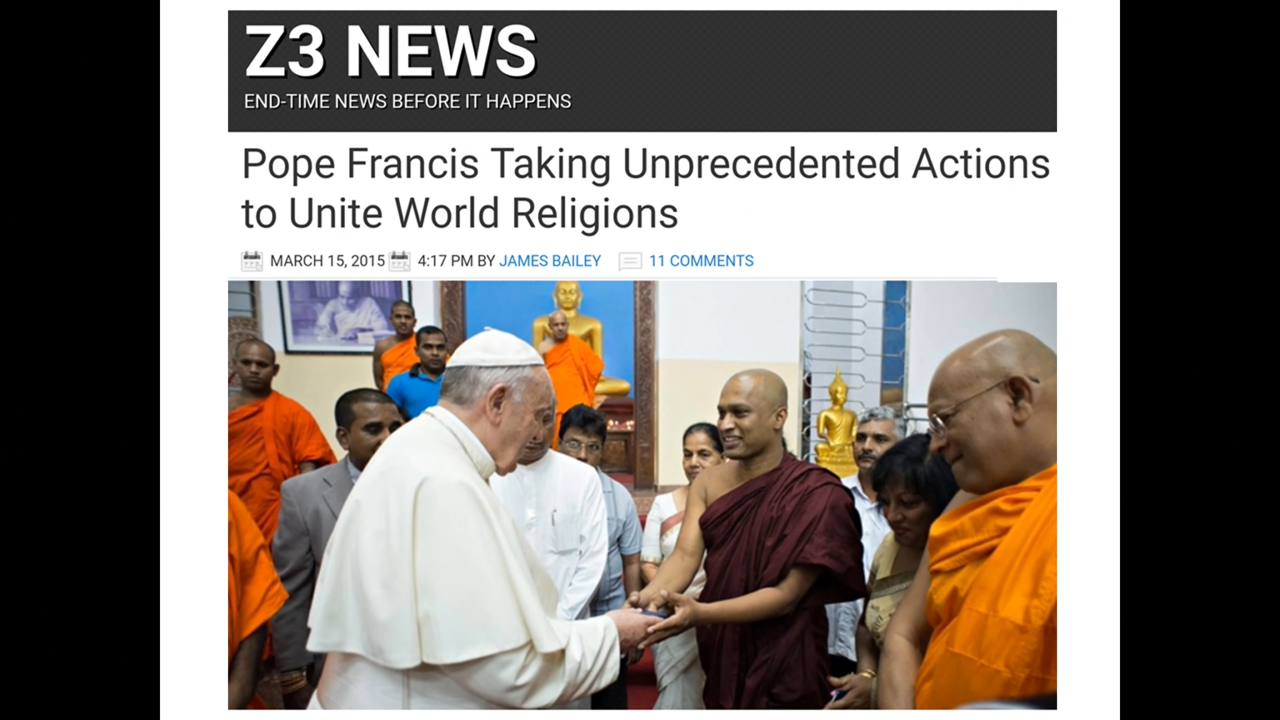 Z3 NEWS
END-TIME NEWS BEFORE IT HAPPENS
Pope Francis Taking Unprecedented Actions
to Unite World Religions
MARCH 15, 2015 4:17 PM BY JAMES BAILEY 11 COMMENTS